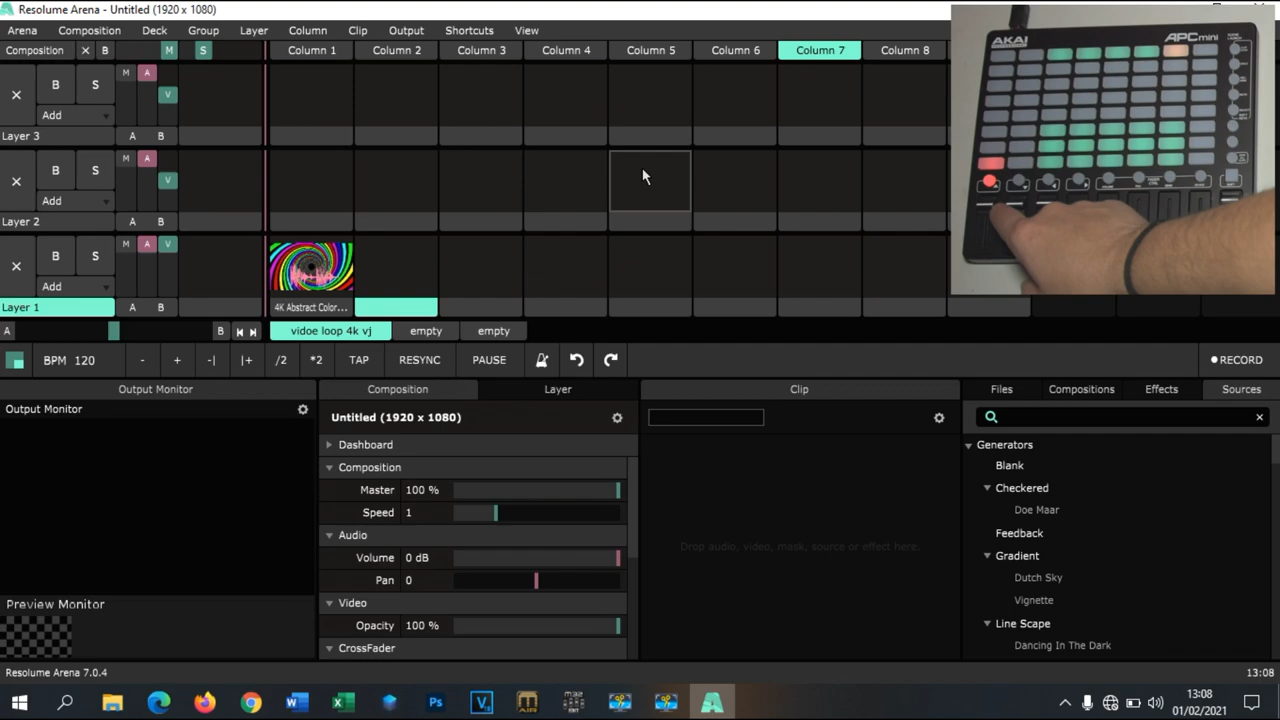 Resolume Arena - Untitled (1920 x 1080)
Arena Composition Deck Group Layer Column Clip Output Shortcuts View
Composition X B M S Column 1 Column 2 Column 3 Column 4 Column 5 Column 6 Column 7 Column 8
AKAI APC mini
B S M A V
Add
Layer 3 A B
B S M A V
Add
Layer 2 A B
B S M A V
Add
Layer 1 A B 4K Abstract Color...
A B vidoe loop 4k vj empty empty
BPM 120 - + -| |+ /2 *2 TAP RESYNC PAUSE RECORD
Output Monitor Composition Layer Clip Files Compositions Effects Sources
Output Monitor
Untitled (1920 x 1080)
Dashboard
Composition
Master 100 %
Speed 1
Audio
Volume 0 dB
Pan 0
Video
Opacity 100 %
CrossFader
Drop audio, video, mask, source or effect here.
Generators
Blank
Checkered
Doe Maar
Feedback
Gradient
Dutch Sky
Vignette
Line Scape
Dancing In The Dark
Preview Monitor
Resolume Arena 7.0.4 13:08
13:08
01/02/2021